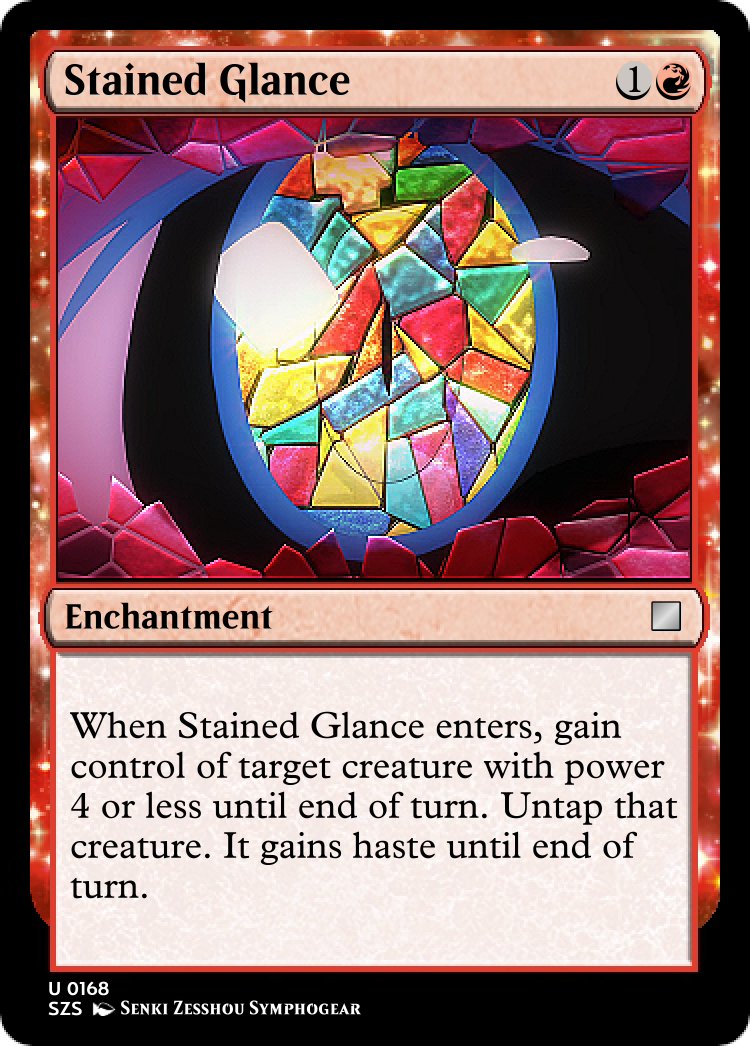 Stained Glance 1
Enchantment
When Stained Glance enters, gain
control of target creature with power
4 or less until end of turn. Untap that
creature. It gains haste until end of
turn.
U 0168
SZS Senki Zesshou Symphogear